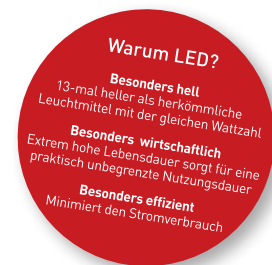 Warum LED?
Besonders hell
13-mal heller als herkömmliche
Leuchtmittel mit der gleichen Wattzahl
Besonders wirtschaftlich
Extrem hohe Lebensdauer sorgt für eine
praktisch unbegrenzte Nutzungsdauer
Besonders effizient
Minimiert den Stromverbrauch